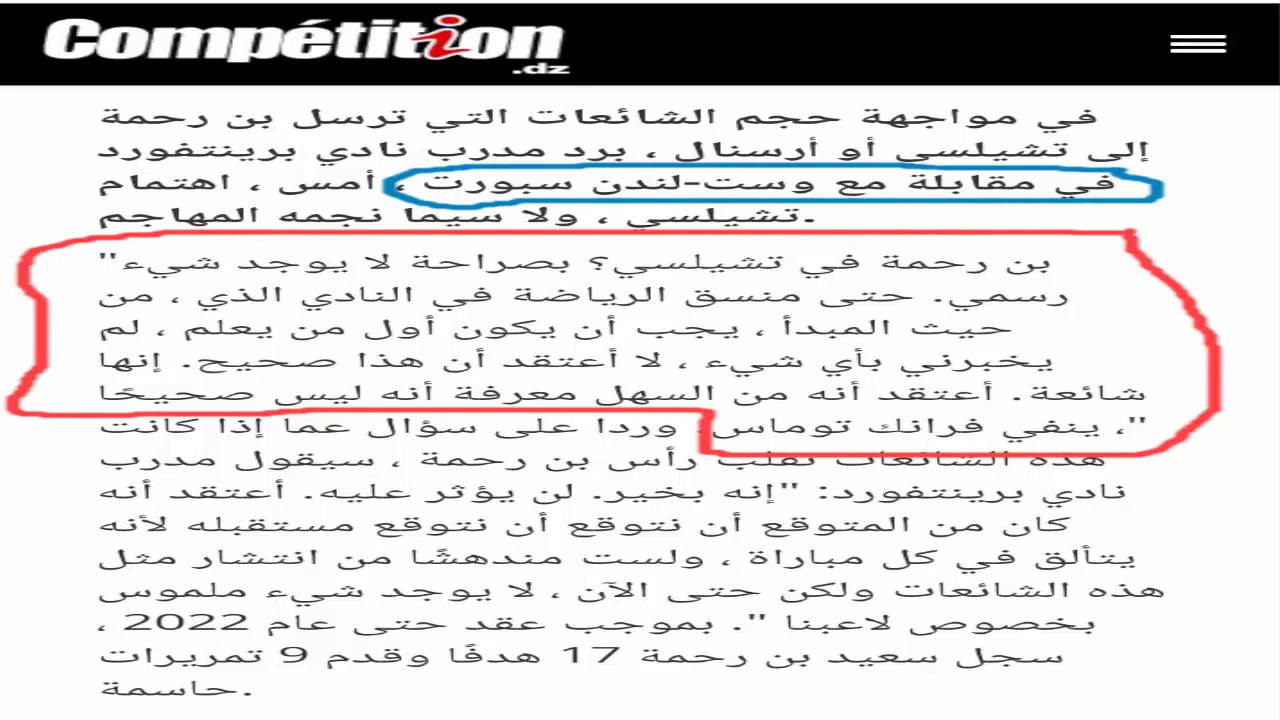 Compétition
.dz
في مواجهة حجم الشائعات التي ترسل بن رحمة
إلى تشيلسي أو أرسنال ، برد مدرب نادي برينتفورد
في مقابلة مع وست-لندن سبورت ، أمس ، اهتمام
تشيلسي ، ولا سيما نجمه المهاجم.
"بن رحمة في تشيلسي؟ بصراحة لا يوجد شيء
رسمي. حتى منسق الرياضة في النادي الذي ، من
حيث المبدأ ، يجب أن يكون أول من يعلم ، لم
يخبرني بأي شيء ، لا أعتقد أن هذا صحيح. إنها
شائعة. أعتقد أنه من السهل معرفة أنه ليس صحيحًا
"، ينفي فرانك توماس. وردا على سؤال عما إذا كانت
هذه الشائعات تقلب رأس بن رحمة ، سيقول مدرب
نادي برينتفورد: "إنه بخير. لن يؤثر عليه. أعتقد أنه
كان من المتوقع أن نتوقع أن نتوقع مستقبله لأنه
يتألق في كل مباراة ، ولست مندهشًا من انتشار مثل
هذه الشائعات ولكن حتى الآن ، لا يوجد شيء ملموس
بخصوص لاعبنا ". بموجب عقد حتى عام 2022 ،
سجل سعيد بن رحمة 17 هدفًا وقدم 9 تمريرات
حاسمة.